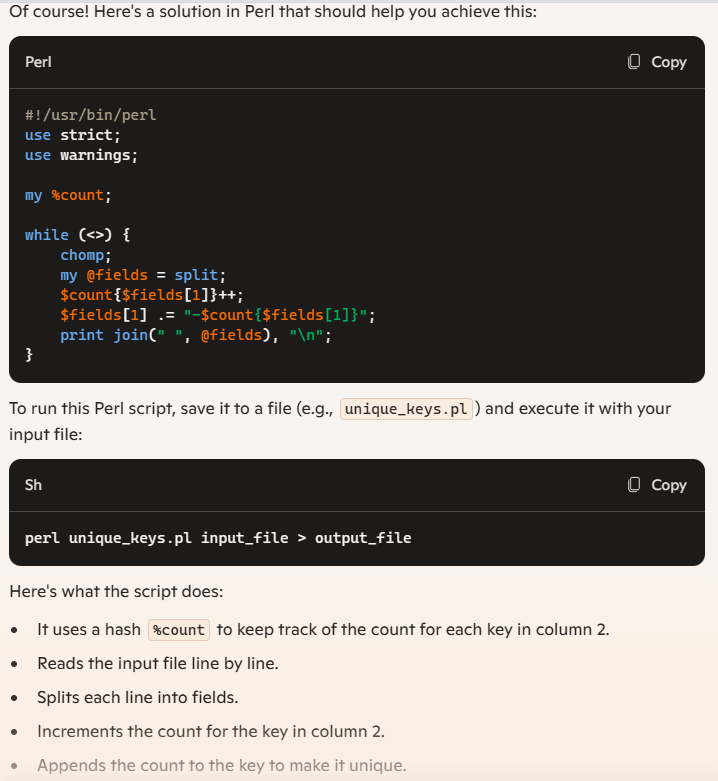 Of course! Here's a solution in Perl that should help you achieve this:
Perl
Copy
#!/usr/bin/perl
use strict;
use warnings;
my %count;
while (<>) {
    chomp;
    my @fields = split;
    $count{$fields[1]}++;
    $fields[1] .= "-$count{$fields[1]}";
    print join(" ", @fields), "\n";
}
To run this Perl script, save it to a file (e.g., unique_keys.pl) and execute it with your
input file:
Sh
Copy
perl unique_keys.pl input_file > output_file
Here's what the script does:
• It uses a hash %count to keep track of the count for each key in column 2.
• Reads the input file line by line.
• Splits each line into fields.
• Increments the count for the key in column 2.
• Appends the count to the key to make it unique.